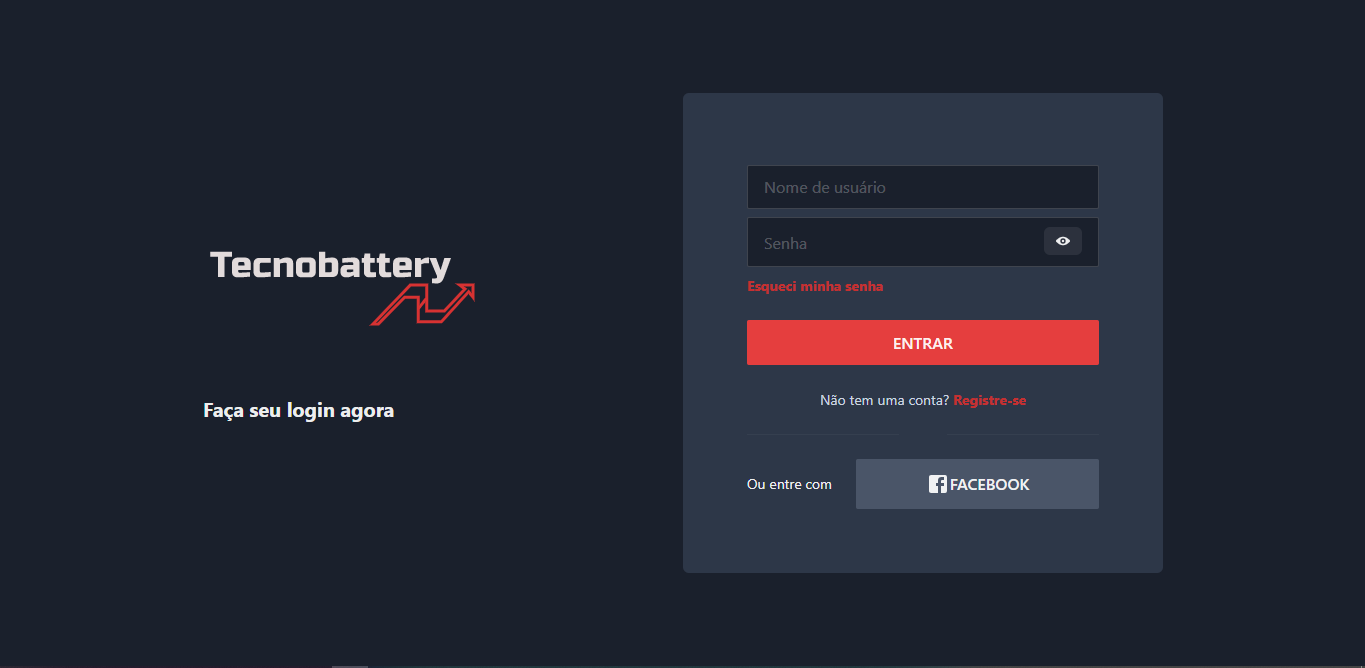 Tecnobattery
Faça seu login agora
Nome de usuário
Senha
Esqueci minha senha
ENTRAR
Não tem uma conta? Registre-se
Ou entre com
FACEBOOK